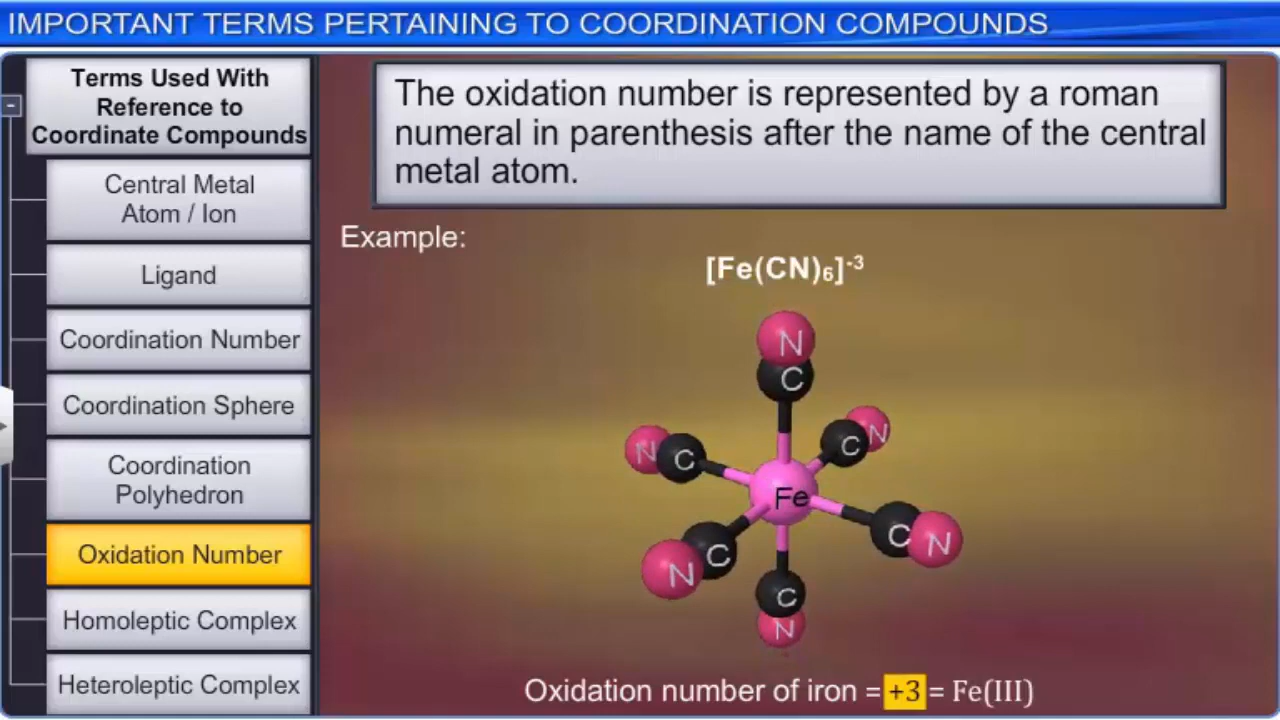 IMPORTANT TERMS PERTAINING TO COORDINATION COMPOUNDS
Terms Used With
Reference to
Coordinate Compounds
Central Metal
Atom / Ion
Ligand
Coordination Number
Coordination Sphere
Coordination
Polyhedron
Oxidation Number
Homoleptic Complex
Heteroleptic Complex
The oxidation number is represented by a roman
numeral in parenthesis after the name of the central
metal atom.
Example:
[Fe(CN)₆]⁻³
N
C
N
C
C
N
Fe
C
N
C
N
C
N
Oxidation number of iron = +3 = Fe(III)